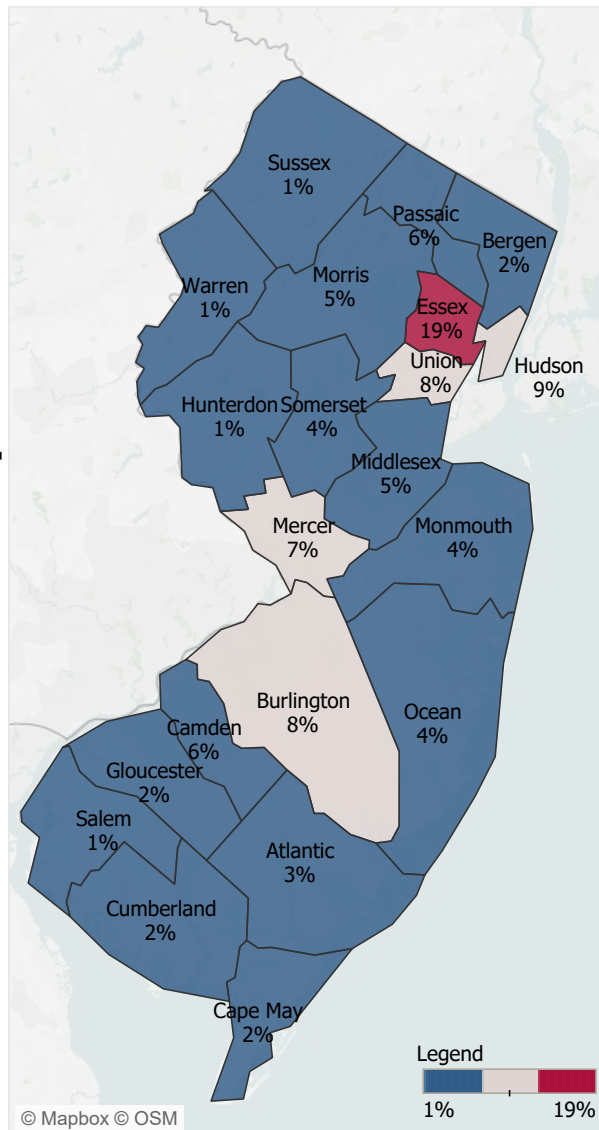 Sussex
1%
Passaic
6%
Bergen
2%
Warren
1%
Morris
5%
Essex
19%
Union
8%
Hudson
9%
Hunterdon
1%
Somerset
4%
Middlesex
5%
Mercer
7%
Monmouth
4%
Burlington
8%
Ocean
4%
Camden
6%
Gloucester
2%
Salem
1%
Atlantic
3%
Cumberland
2%
Cape May
2%
Legend
1% 19%
© Mapbox © OSM